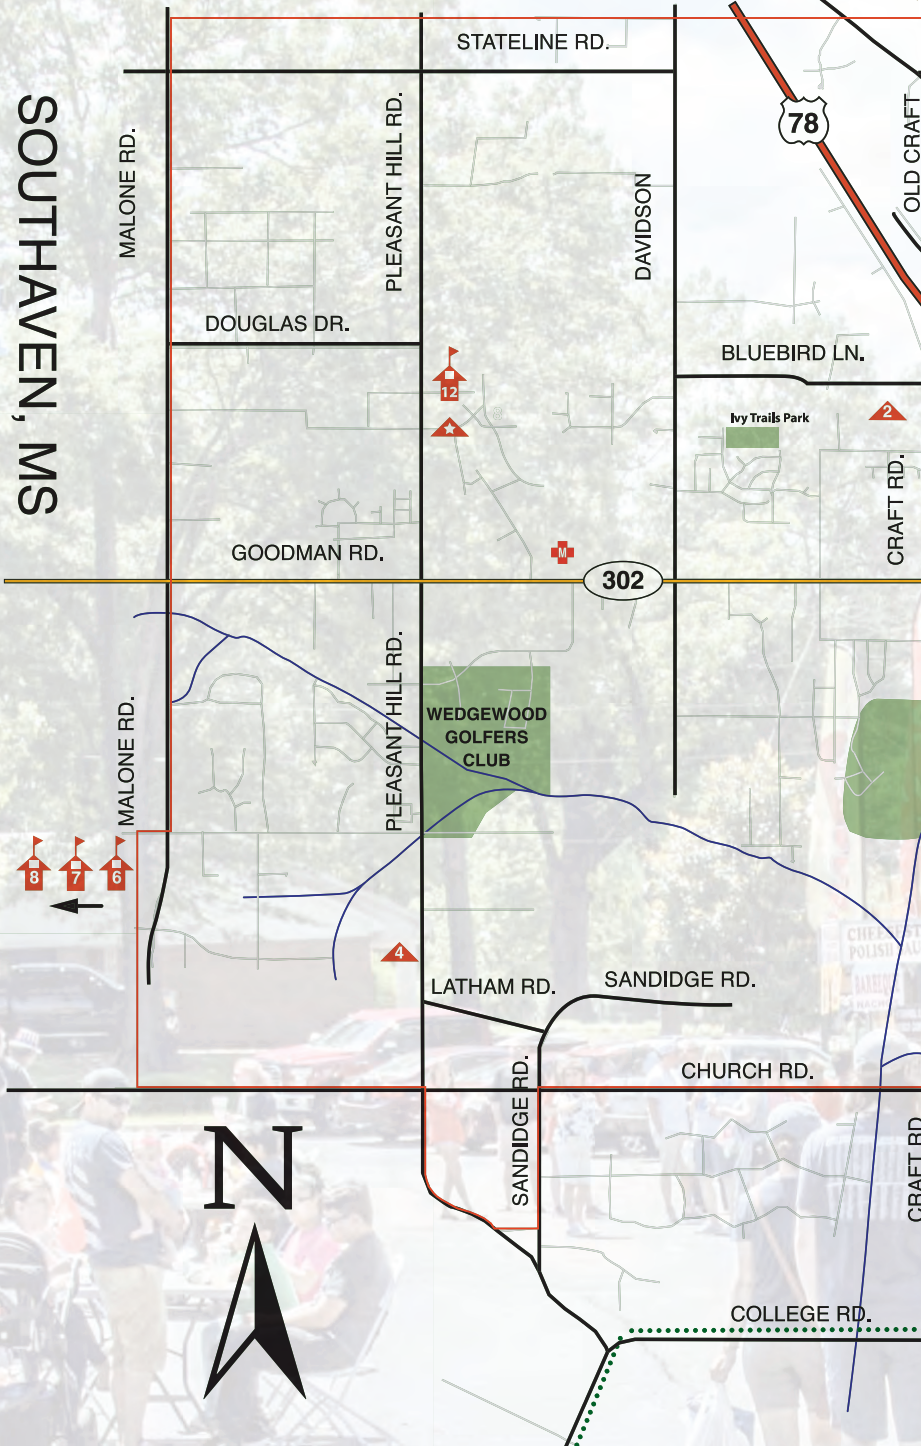 STATELINE RD.
78
OLD CRAFT
SOUTHAVEN, MS
MALONE RD.
PLEASANT HILL RD.
DAVIDSON
DOUGLAS DR.
BLUEBIRD LN.
12
Ivy Trails Park
2
CRAFT RD.
GOODMAN RD.
M
302
PLEASANT HILL RD.
MALONE RD.
WEDGEWOOD
GOLFERS
CLUB
8
7
6
4
LATHAM RD.
SANDIDGE RD.
CHURCH RD.
SANDIDGE RD.
CRAFT RD
N
COLLEGE RD.